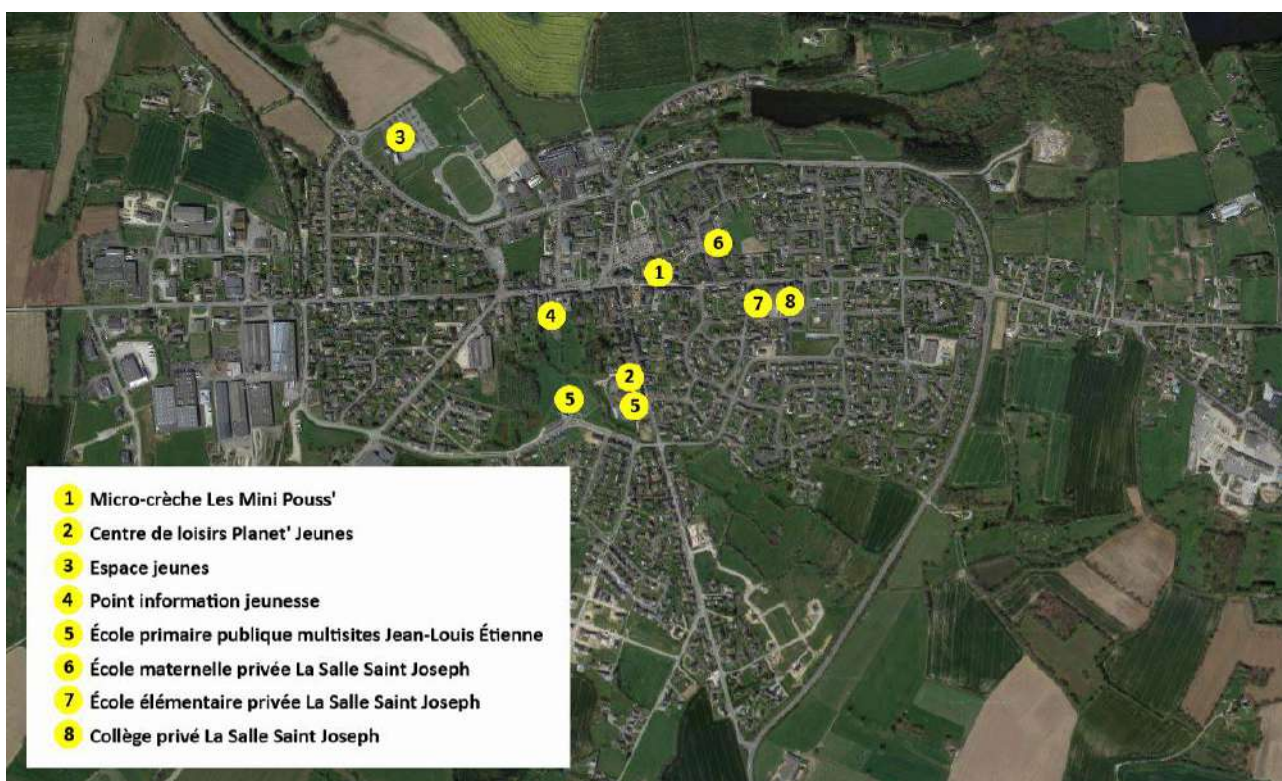 3
6
1
7 8
4
2
5 5
1 Micro-crèche Les Mini Pouss'
2 Centre de loisirs Planet' Jeunes
3 Espace jeunes
4 Point information jeunesse
5 École primaire publique multisites Jean-Louis Étienne
6 École maternelle privée La Salle Saint Joseph
7 École élémentaire privée La Salle Saint Joseph
8 Collège privé La Salle Saint Joseph